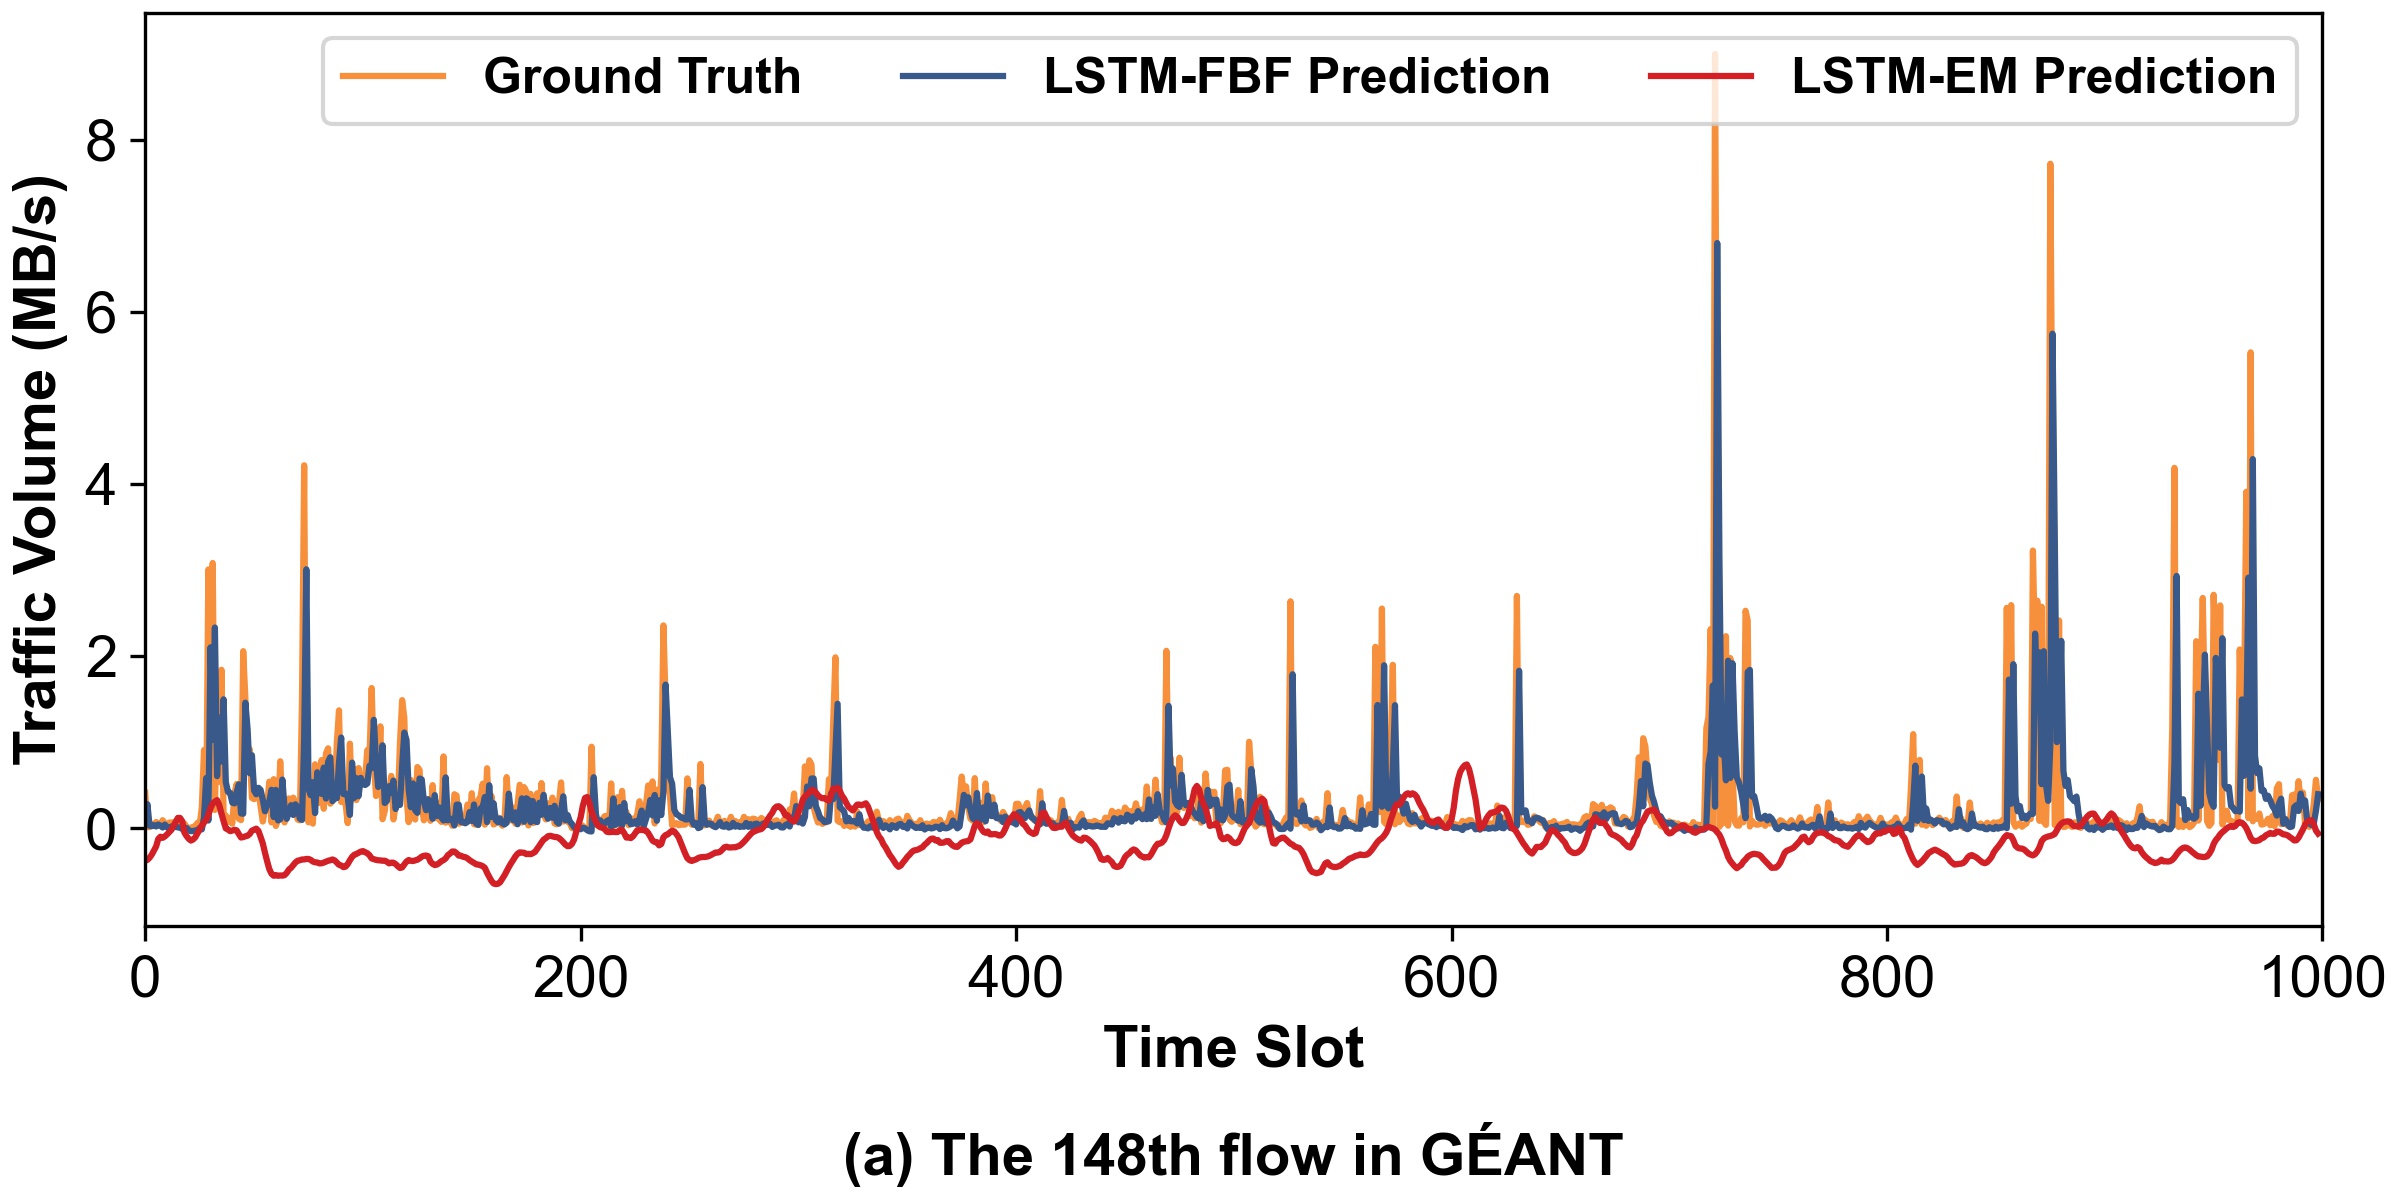 Ground Truth
LSTM-FBF Prediction
LSTM-EM Prediction
Traffic Volume (MB/s)
8
6
4
2
0
0
200
400
600
800
1000
Time Slot
(a) The 148th flow in GÉANT